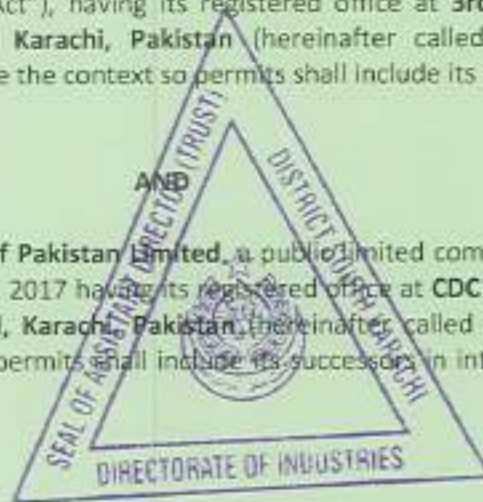 Act"), having its registered office at 3rd
Karachi, Pakistan (hereinafter called
e the context so permits shall include its
AND
of Pakistan Limited, a public limited com
2017 having its registered office at CDC
, Karachi, Pakistan (hereinafter called
permits shall include its successors in int
SEAL OF ASSISTANT DIRECTOR (TRUST)
DISTRICT SOUTH KARACHI
DIRECTORATE OF INDUSTRIES